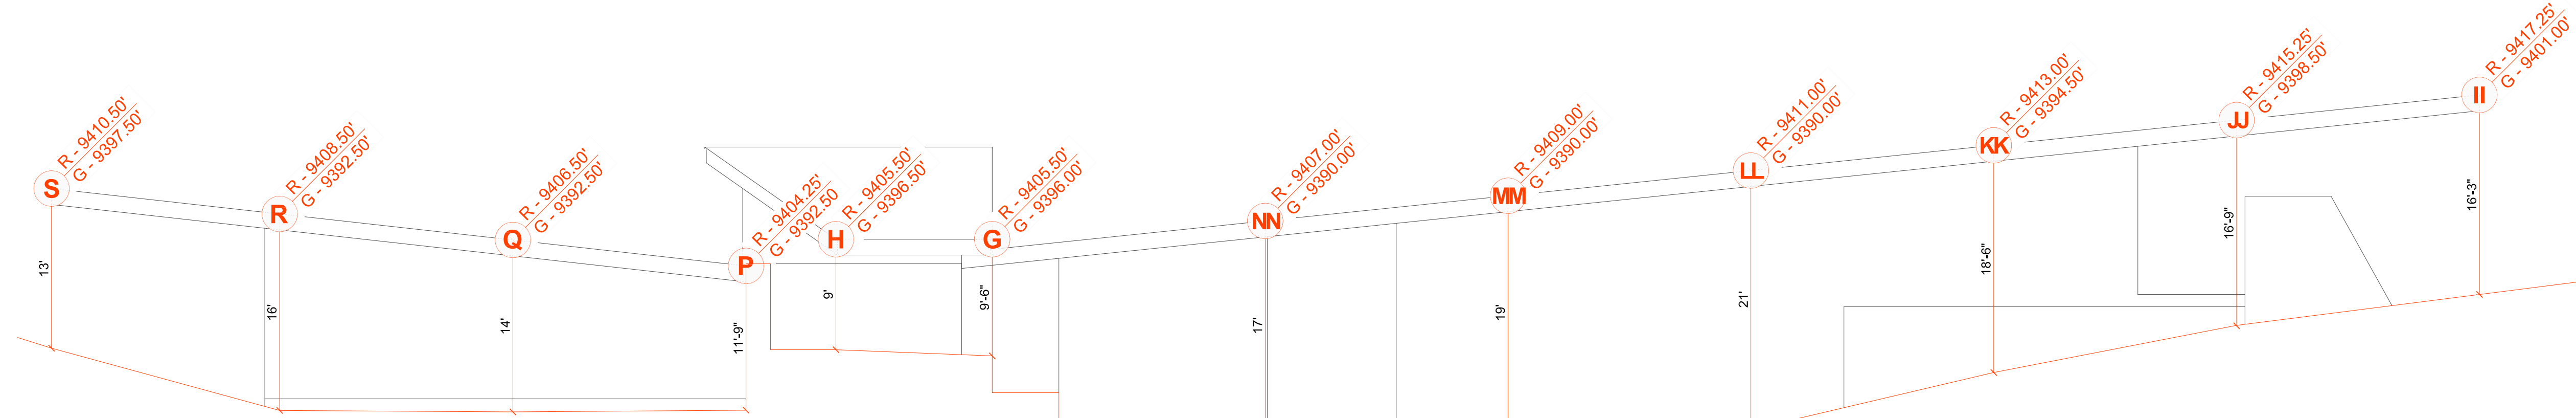 R - 9410.50'
G - 9397.50'
S
13'
R - 9408.50'
G - 9392.50'
R
16'
R - 9406.50'
G - 9392.50'
Q
14'
R - 9404.25'
G - 9392.50
P
11'-9"
R - 9405.50'
G - 9396.50'
H
9'
R - 9405.50'
G - 9396.00'
G
9'-6"
R - 9407.00'
G - 9390.00'
NN
17'
R - 9409.00'
G - 9390.00'
MM
19'
R - 9411.00'
G - 9390.00'
LL
21'
R - 9413.00'
G - 9394.50'
KK
18'-6"
R - 9415.25'
G - 9398.50'
JJ
16'-9"
R - 9417.25'
G - 9401.00'
II
16'-3"